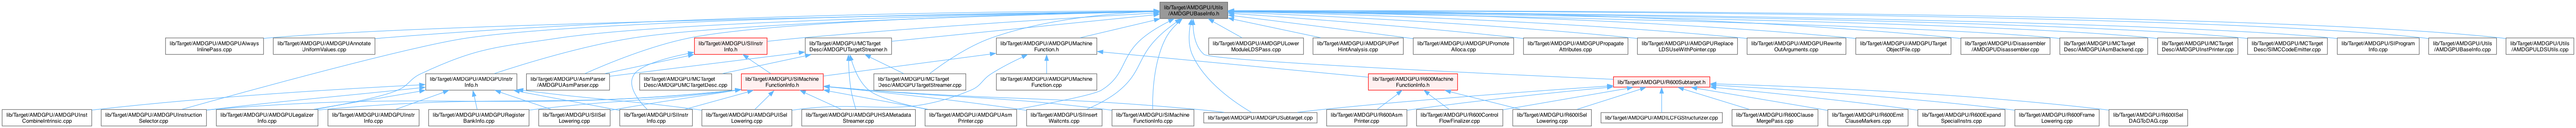 lib/Target/AMDGPU/Utils
/AMDGPUBaseInfo.h
lib/Target/AMDGPU/AMDGPUAlways
InlinePass.cpp
lib/Target/AMDGPU/AMDGPUAnnotate
UniformValues.cpp
lib/Target/AMDGPU/SIInstr
Info.h
lib/Target/AMDGPU/MCTarget
Desc/AMDGPUTargetStreamer.h
lib/Target/AMDGPU/AMDGPUMachine
Function.h
lib/Target/AMDGPU/AMDGPULower
ModuleLDSPass.cpp
lib/Target/AMDGPU/AMDGPUPerf
HintAnalysis.cpp
lib/Target/AMDGPU/AMDGPUPromote
Alloca.cpp
lib/Target/AMDGPU/AMDGPUPropagate
Attributes.cpp
lib/Target/AMDGPU/AMDGPUReplace
LDSUseWithPointer.cpp
lib/Target/AMDGPU/AMDGPURewrite
OutArguments.cpp
lib/Target/AMDGPU/AMDGPUTarget
ObjectFile.cpp
lib/Target/AMDGPU/Disassembler
/AMDGPUDisassembler.cpp
lib/Target/AMDGPU/MCTarget
Desc/AMDGPUAsmBackend.cpp
lib/Target/AMDGPU/MCTarget
Desc/AMDGPUInstPrinter.cpp
lib/Target/AMDGPU/MCTarget
Desc/SIMCCodeEmitter.cpp
lib/Target/AMDGPU/SIProgram
Info.cpp
lib/Target/AMDGPU/Utils
/AMDGPUBaseInfo.cpp
lib/Target/AMDGPU/Utils
/AMDGPULDSUtils.cpp
lib/Target/AMDGPU/AMDGPUInstr
Info.h
lib/Target/AMDGPU/AsmParser
/AMDGPUAsmParser.cpp
lib/Target/AMDGPU/MCTarget
Desc/AMDGPUMCTargetDesc.cpp
lib/Target/AMDGPU/SIMachine
FunctionInfo.h
lib/Target/AMDGPU/MCTarget
Desc/AMDGPUTargetStreamer.cpp
lib/Target/AMDGPU/AMDGPUMachine
Function.cpp
lib/Target/AMDGPU/R600Machine
FunctionInfo.h
lib/Target/AMDGPU/R600Subtarget.h
lib/Target/AMDGPU/AMDGPUInst
CombineIntrinsic.cpp
lib/Target/AMDGPU/AMDGPUInstruction
Selector.cpp
lib/Target/AMDGPU/AMDGPULegalizer
Info.cpp
lib/Target/AMDGPU/AMDGPUInstr
Info.cpp
lib/Target/AMDGPU/AMDGPURegister
BankInfo.cpp
lib/Target/AMDGPU/SIISel
Lowering.cpp
lib/Target/AMDGPU/SIInstr
Info.cpp
lib/Target/AMDGPU/AMDGPUISel
Lowering.cpp
lib/Target/AMDGPU/AMDGPUHSAMetadata
Streamer.cpp
lib/Target/AMDGPU/AMDGPUAsm
Printer.cpp
lib/Target/AMDGPU/SIInsert
Waitcnts.cpp
lib/Target/AMDGPU/SIMachine
FunctionInfo.cpp
lib/Target/AMDGPU/AMDGPUSubtarget.cpp
lib/Target/AMDGPU/R600Asm
Printer.cpp
lib/Target/AMDGPU/R600Control
FlowFinalizer.cpp
lib/Target/AMDGPU/R600ISel
Lowering.cpp
lib/Target/AMDGPU/AMDILCFGStructurizer.cpp
lib/Target/AMDGPU/R600Clause
MergePass.cpp
lib/Target/AMDGPU/R600Emit
ClauseMarkers.cpp
lib/Target/AMDGPU/R600Expand
SpecialInstrs.cpp
lib/Target/AMDGPU/R600Frame
Lowering.cpp
lib/Target/AMDGPU/R600ISel
DAGToDAG.cpp